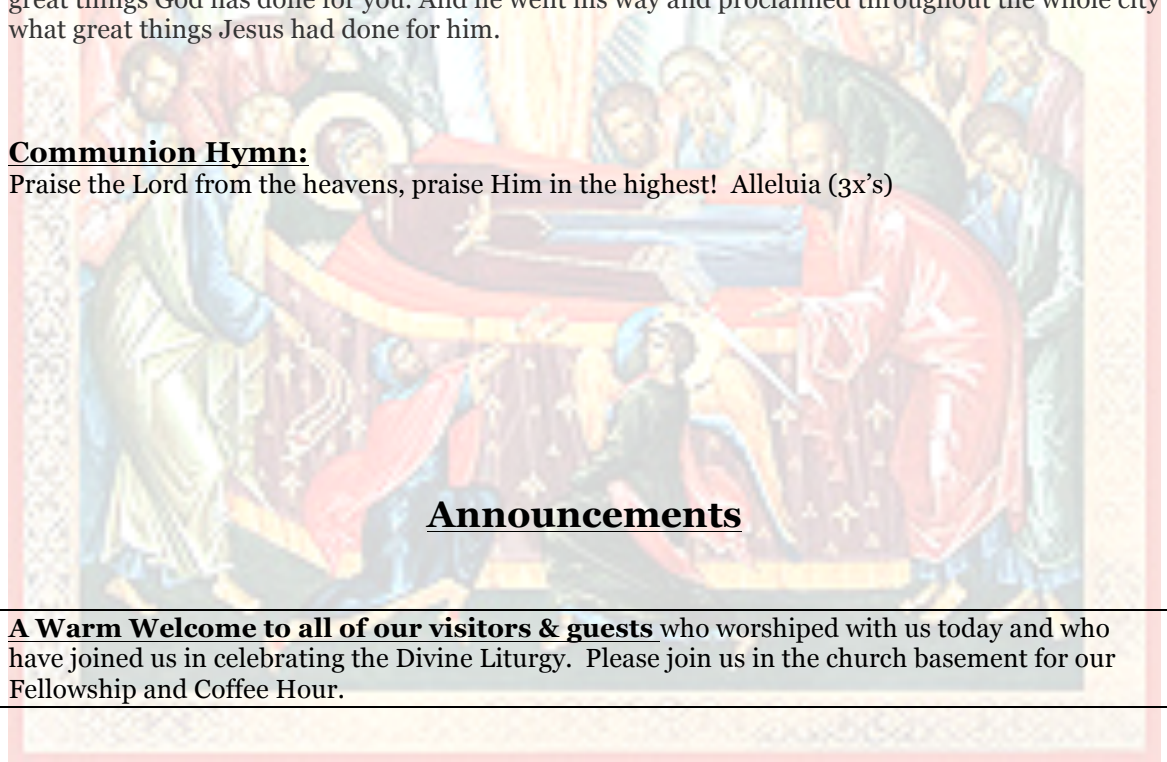 great things God has done for you. And he went his way and proclaimed throughout the whole city
what great things Jesus had done for him.
Communion Hymn:
Praise the Lord from the heavens, praise Him in the highest!  Alleluia (3x’s)
Announcements
A Warm Welcome to all of our visitors & guests who worshiped with us today and who
have joined us in celebrating the Divine Liturgy.  Please join us in the church basement for our
Fellowship and Coffee Hour.